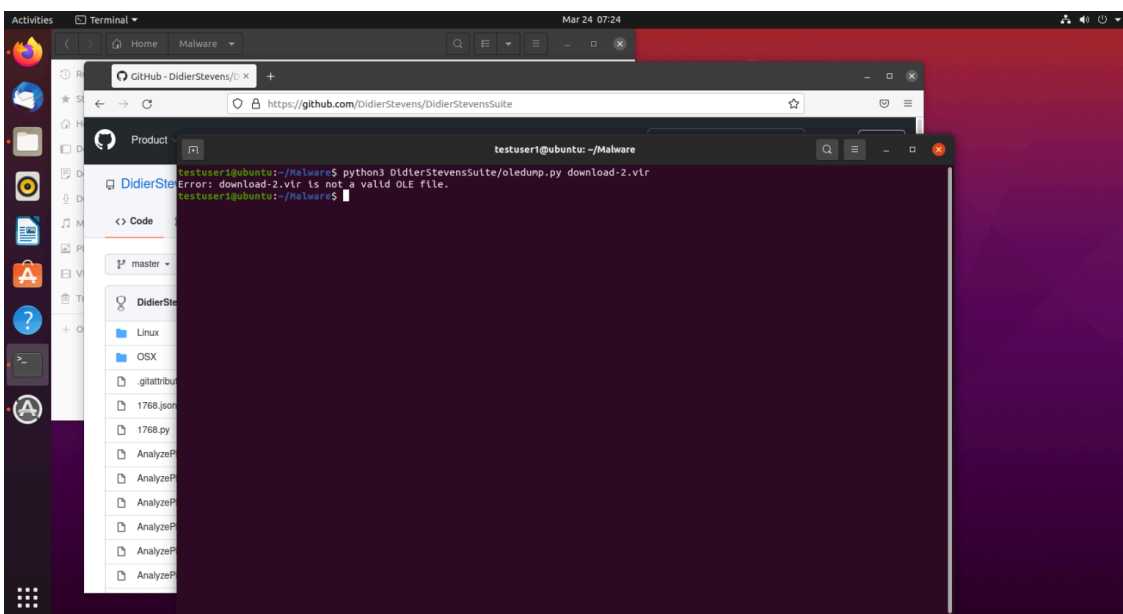 Activities
Terminal
Mar 24 07:24
Home
Malware
GitHub - DidierStevens/D
https://github.com/DidierStevens/DidierStevensSuite
Product
testuser1@ubuntu: ~/Malware
testuser1@ubuntu:~/Malware$ python3 DidierStevensSuite/oledump.py download-2.vir
Error: download-2.vir is not a valid OLE file.
testuser1@ubuntu:~/Malware$
DidierSte
Code
master
DidierSte
Linux
OSX
.gitattribut
1768.json
1768.py
AnalyzeP
AnalyzeP
AnalyzeP
AnalyzeP
AnalyzeP
AnalyzeP